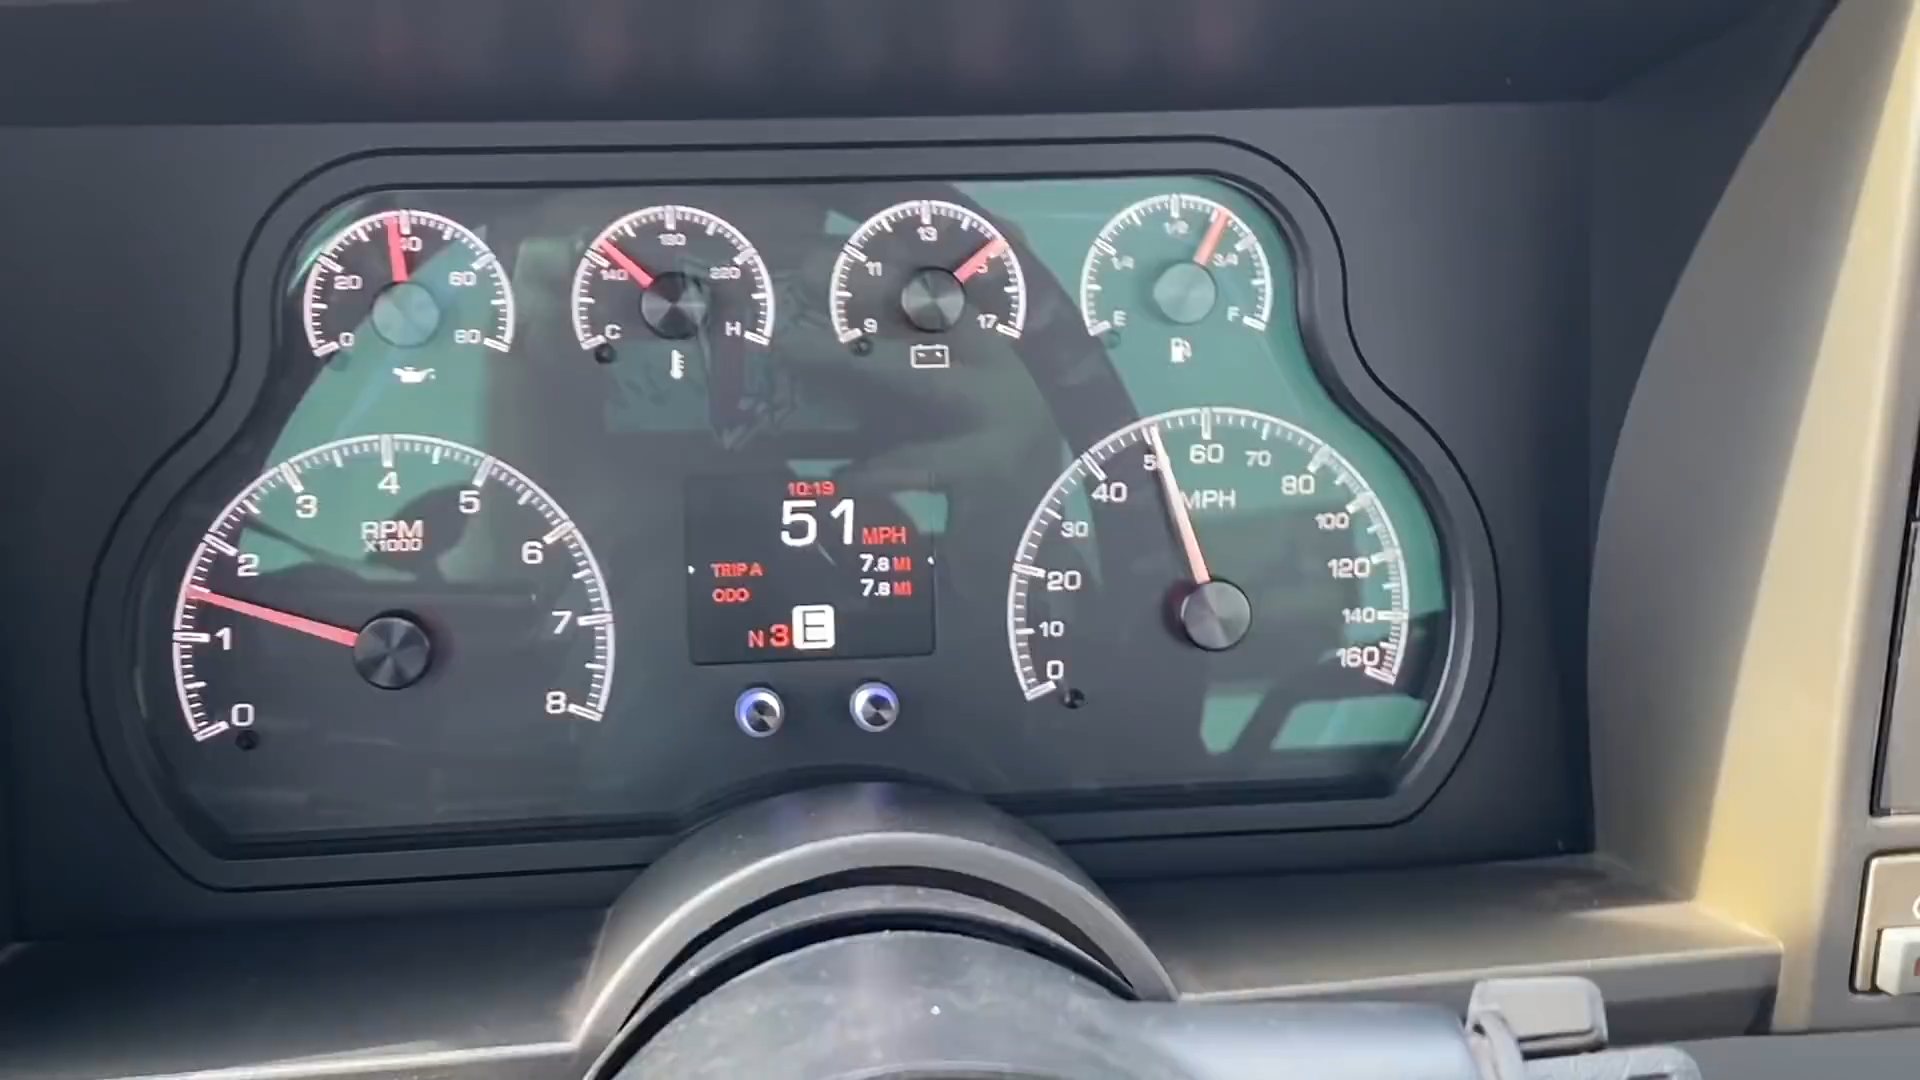 0 20 40 60 80
C 140 180 220 H
9 11 13 17
E 1/4 1/2 3/4 F
0 1 2 3 4 5 6 7 8
RPM
X1000
10:19
51 MPH
TRIP A 7.8 MI
ODO 7.8 MI
N 3 E
0 10 20 30 40 60 70 80 100 120 140 160
MPH